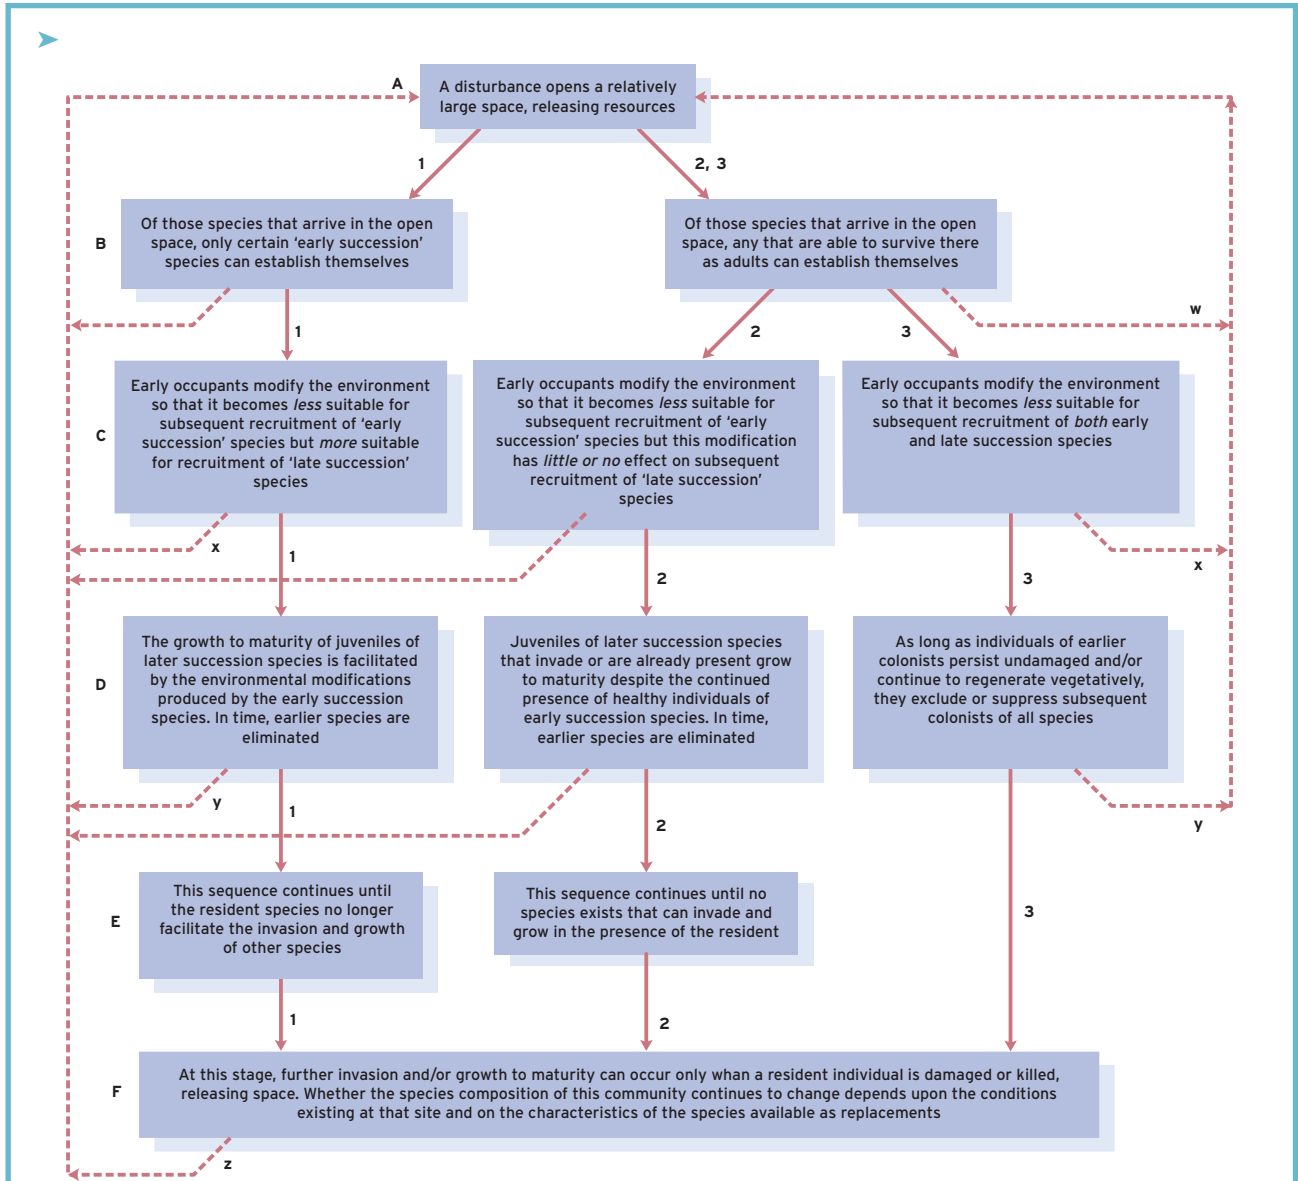 A
A disturbance opens a relatively
large space, releasing resources
1
2, 3
B
Of those species that arrive in the open
space, only certain ‘early succession’
species can establish themselves
Of those species that arrive in the open
space, any that are able to survive there
as adults can establish themselves
w
1
2
3
C
Early occupants modify the environment
so that it becomes less suitable for
subsequent recruitment of ‘early
succession’ species but more suitable
for recruitment of ‘late succession’
species
Early occupants modify the environment
so that it becomes less suitable for
subsequent recruitment of ‘early
succession’ species but this modification
has little or no effect on subsequent
recruitment of ‘late succession’
species
Early occupants modify the environment
so that it becomes less suitable for
subsequent recruitment of both early
and late succession species
x
1
2
3
x
D
The growth to maturity of juveniles of
later succession species is facilitated
by the environmental modifications
produced by the early succession
species. In time, earlier species are
eliminated
Juveniles of later succession species
that invade or are already present grow
to maturity despite the continued
presence of healthy individuals of
early succession species. In time,
earlier species are eliminated
As long as individuals of earlier
colonists persist undamaged and/or
continue to regenerate vegetatively,
they exclude or suppress subsequent
colonists of all species
y
1
2
y
E
This sequence continues until
the resident species no longer
facilitate the invasion and growth
of other species
This sequence continues until no
species exists that can invade and
grow in the presence of the resident
3
1
2
F
At this stage, further invasion and/or growth to maturity can occur only when a resident individual is damaged or killed,
releasing space. Whether the species composition of this community continues to change depends upon the conditions
existing at that site and on the characteristics of the species available as replacements
z